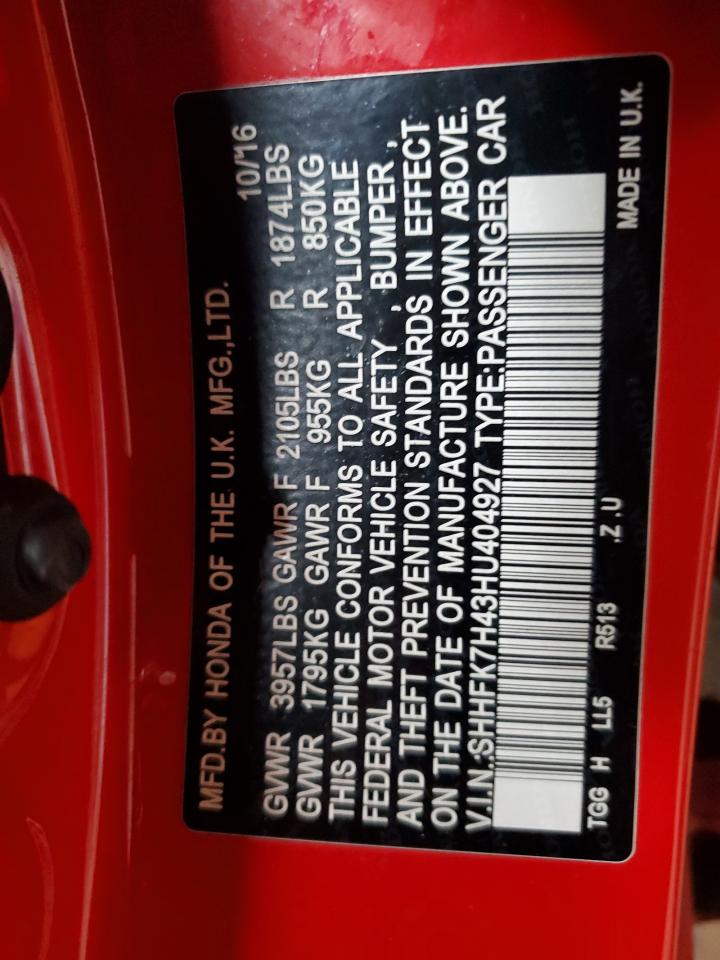 MFD.BY HONDA OF THE U.K. MFG.,LTD. 10/16
GVWR 3957LBS GAWR F 2105LBS R 1874LBS
GVWR 1795KG GAWR F 955KG R 850KG
THIS VEHICLE CONFORMS TO ALL APPLICABLE
FEDERAL MOTOR VEHICLE SAFETY , BUMPER ,
AND THEFT PREVENTION STANDARDS IN EFFECT
ON THE DATE OF MANUFACTURE SHOWN ABOVE.
V.I.N.:SHHFK7H43HU404927 TYPE:PASSENGER CAR
TGG H LL5 R513 .Z .U MADE IN U.K.